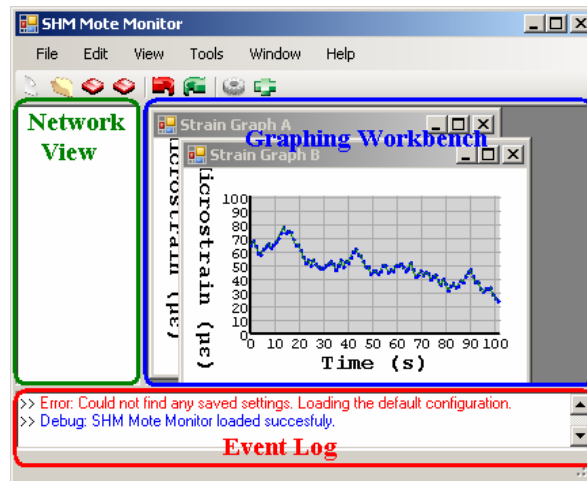 SHM Mote Monitor
File Edit View Tools Window Help
Network View
Strain Graph A
Graphing Workbench
Strain Graph B
icrostrain (µε)
icrostrain (µε)
100
90
80
70
60
50
40
30
20
10
0
0 10 20 30 40 50 60 70 80 90 100
Time (s)
>> Error: Could not find any saved settings. Loading the default configuration.
>> Debug: SHM Mote Monitor loaded succesfuly.
Event Log